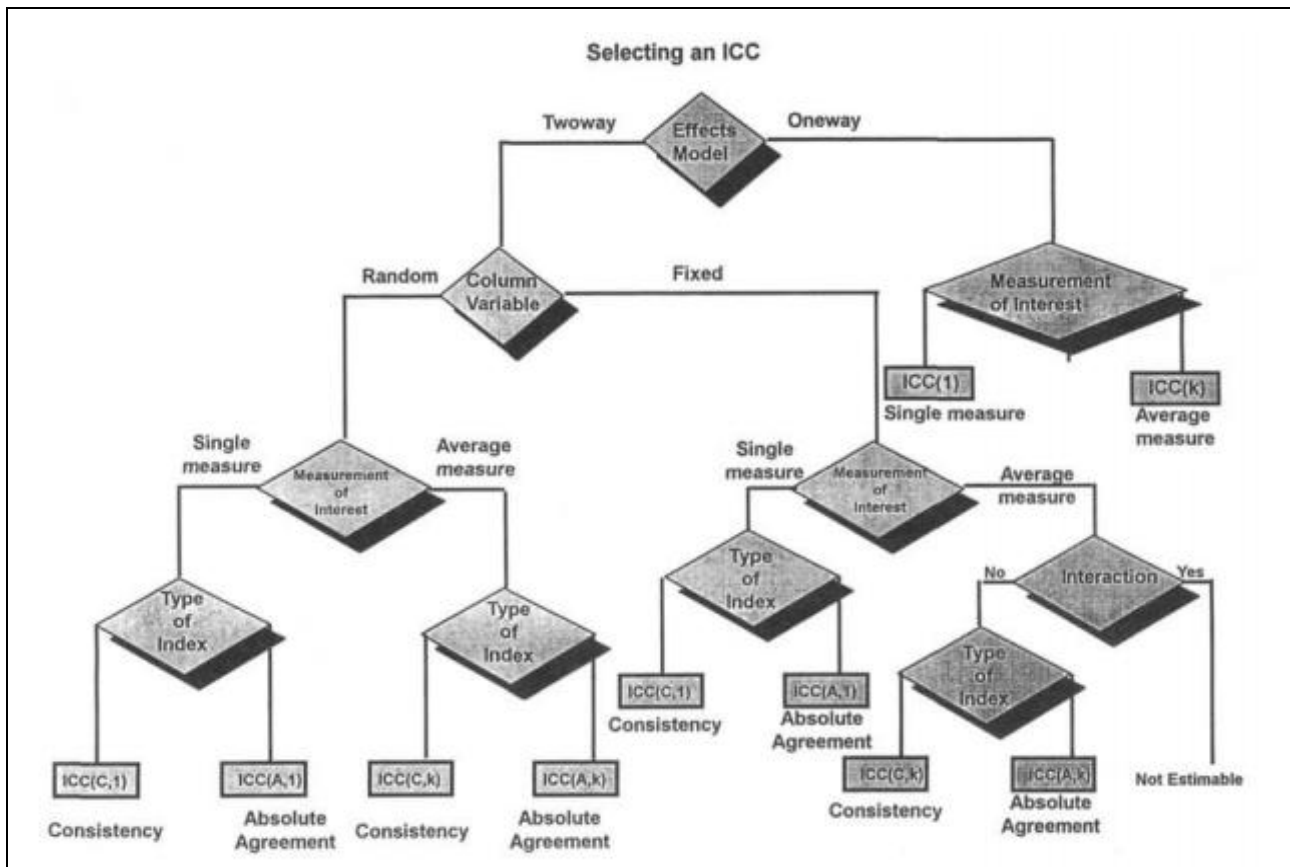 Selecting an ICC
Twoway
Effects
Model
Oneway
Random
Column
Variable
Fixed
Measurement
of Interest
ICC(1)
Single measure
ICC(k)
Average
measure
Single
measure
Measurement
of
Interest
Average
measure
Single
measure
Measurement
of
Interest
Average
measure
Type
of
Index
Type
of
Index
Type
of
Index
No
Interaction
Yes
Type
of
Index
ICC(C,1)
Consistency
ICC(A,1)
Absolute
Agreement
ICC(C,1)
Consistency
ICC(A,1)
Absolute
Agreement
ICC(C,k)
Consistency
ICC(A,k)
Absolute
Agreement
ICC(C,k)
Consistency
ICC(A,k)
Absolute
Agreement
Not Estimable